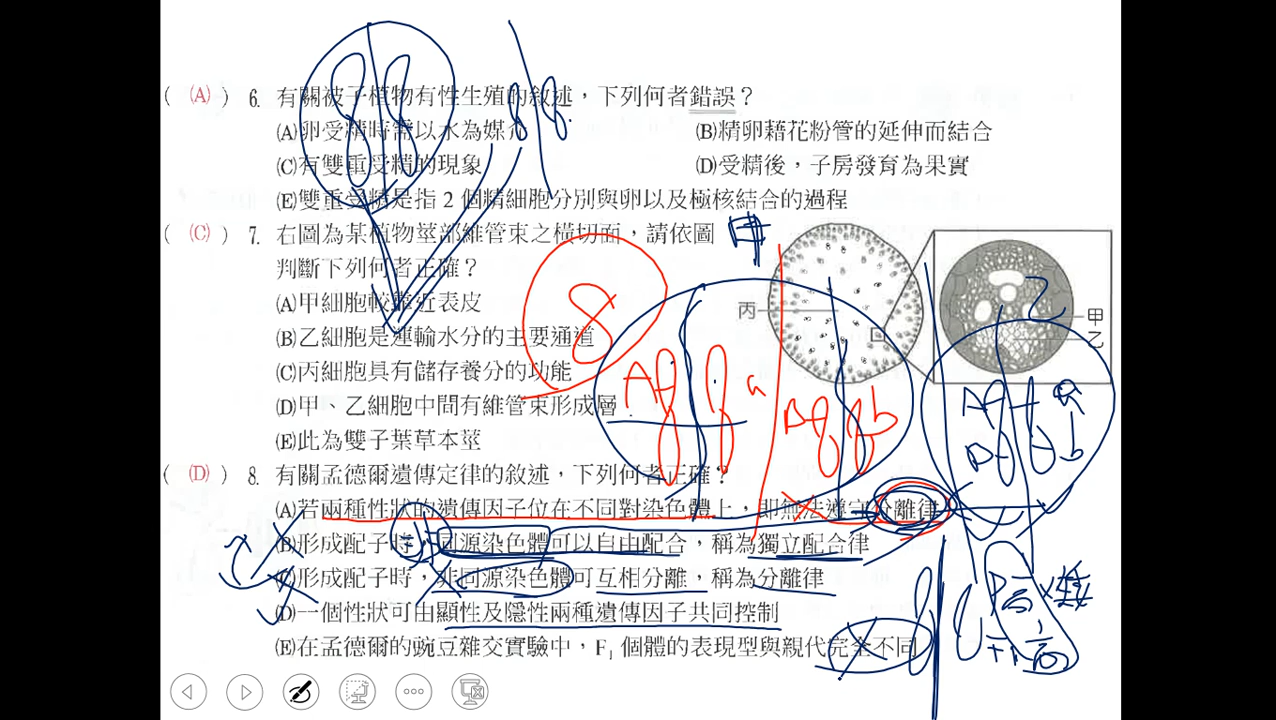 ( (A) ) 6. 有關被子植物有性生殖的敘述，下列何者錯誤？
(A)卵受精時需以水為媒介 (B)精卵藉花粉管的延伸而結合
(C)有雙重受精的現象 (D)受精後，子房發育為果實
(E)雙重受精是指 2 個精細胞分別與卵以及極核結合的過程
( (C) ) 7. 右圖為某植物莖部維管束之橫切面，請依圖
判斷下列何者正確？
(A)甲細胞較靠近表皮
(B)乙細胞是運輸水分的主要通道
(C)丙細胞具有儲存養分的功能
(D)甲、乙細胞中間有維管束形成層
(E)此為雙子葉草本莖
甲
丙
甲
乙
A a
A b
A a
b
( (D) ) 8. 有關孟德爾遺傳定律的敘述，下列何者正確？
(A)若兩種性狀的遺傳因子位在不同對染色體上，即無法遵守分離律
(B)形成配子時，同源染色體可以自由配合，稱為獨立配合律
非
(C)形成配子時，非同源染色體可互相分離，稱為分離律
(D)一個性狀可由顯性及隱性兩種遺傳因子共同控制
(E)在孟德爾的豌豆雜交實驗中，F₁ 個體的表現型與親代完全不同